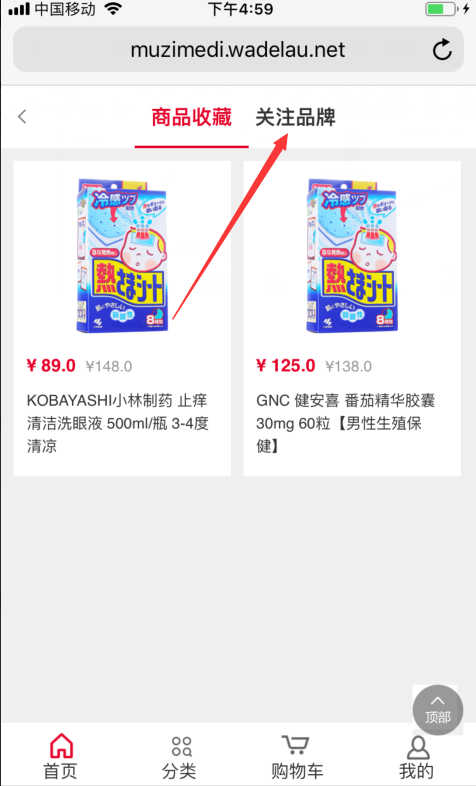 中国移动 下午4:59
muzimedi.wadelau.net
商品收藏 关注品牌
冷感ツブ
熱さまシート
8時間
冷感ツブ
熱さまシート
8時間
¥ 89.0 ¥148.0
KOBAYASHI小林制药 止痒
清洁洗眼液 500ml/瓶 3-4度
清凉
¥ 125.0 ¥138.0
GNC 健安喜 番茄精华胶囊
30mg 60粒【男性生殖保
健】
顶部
首页 分类 购物车 我的